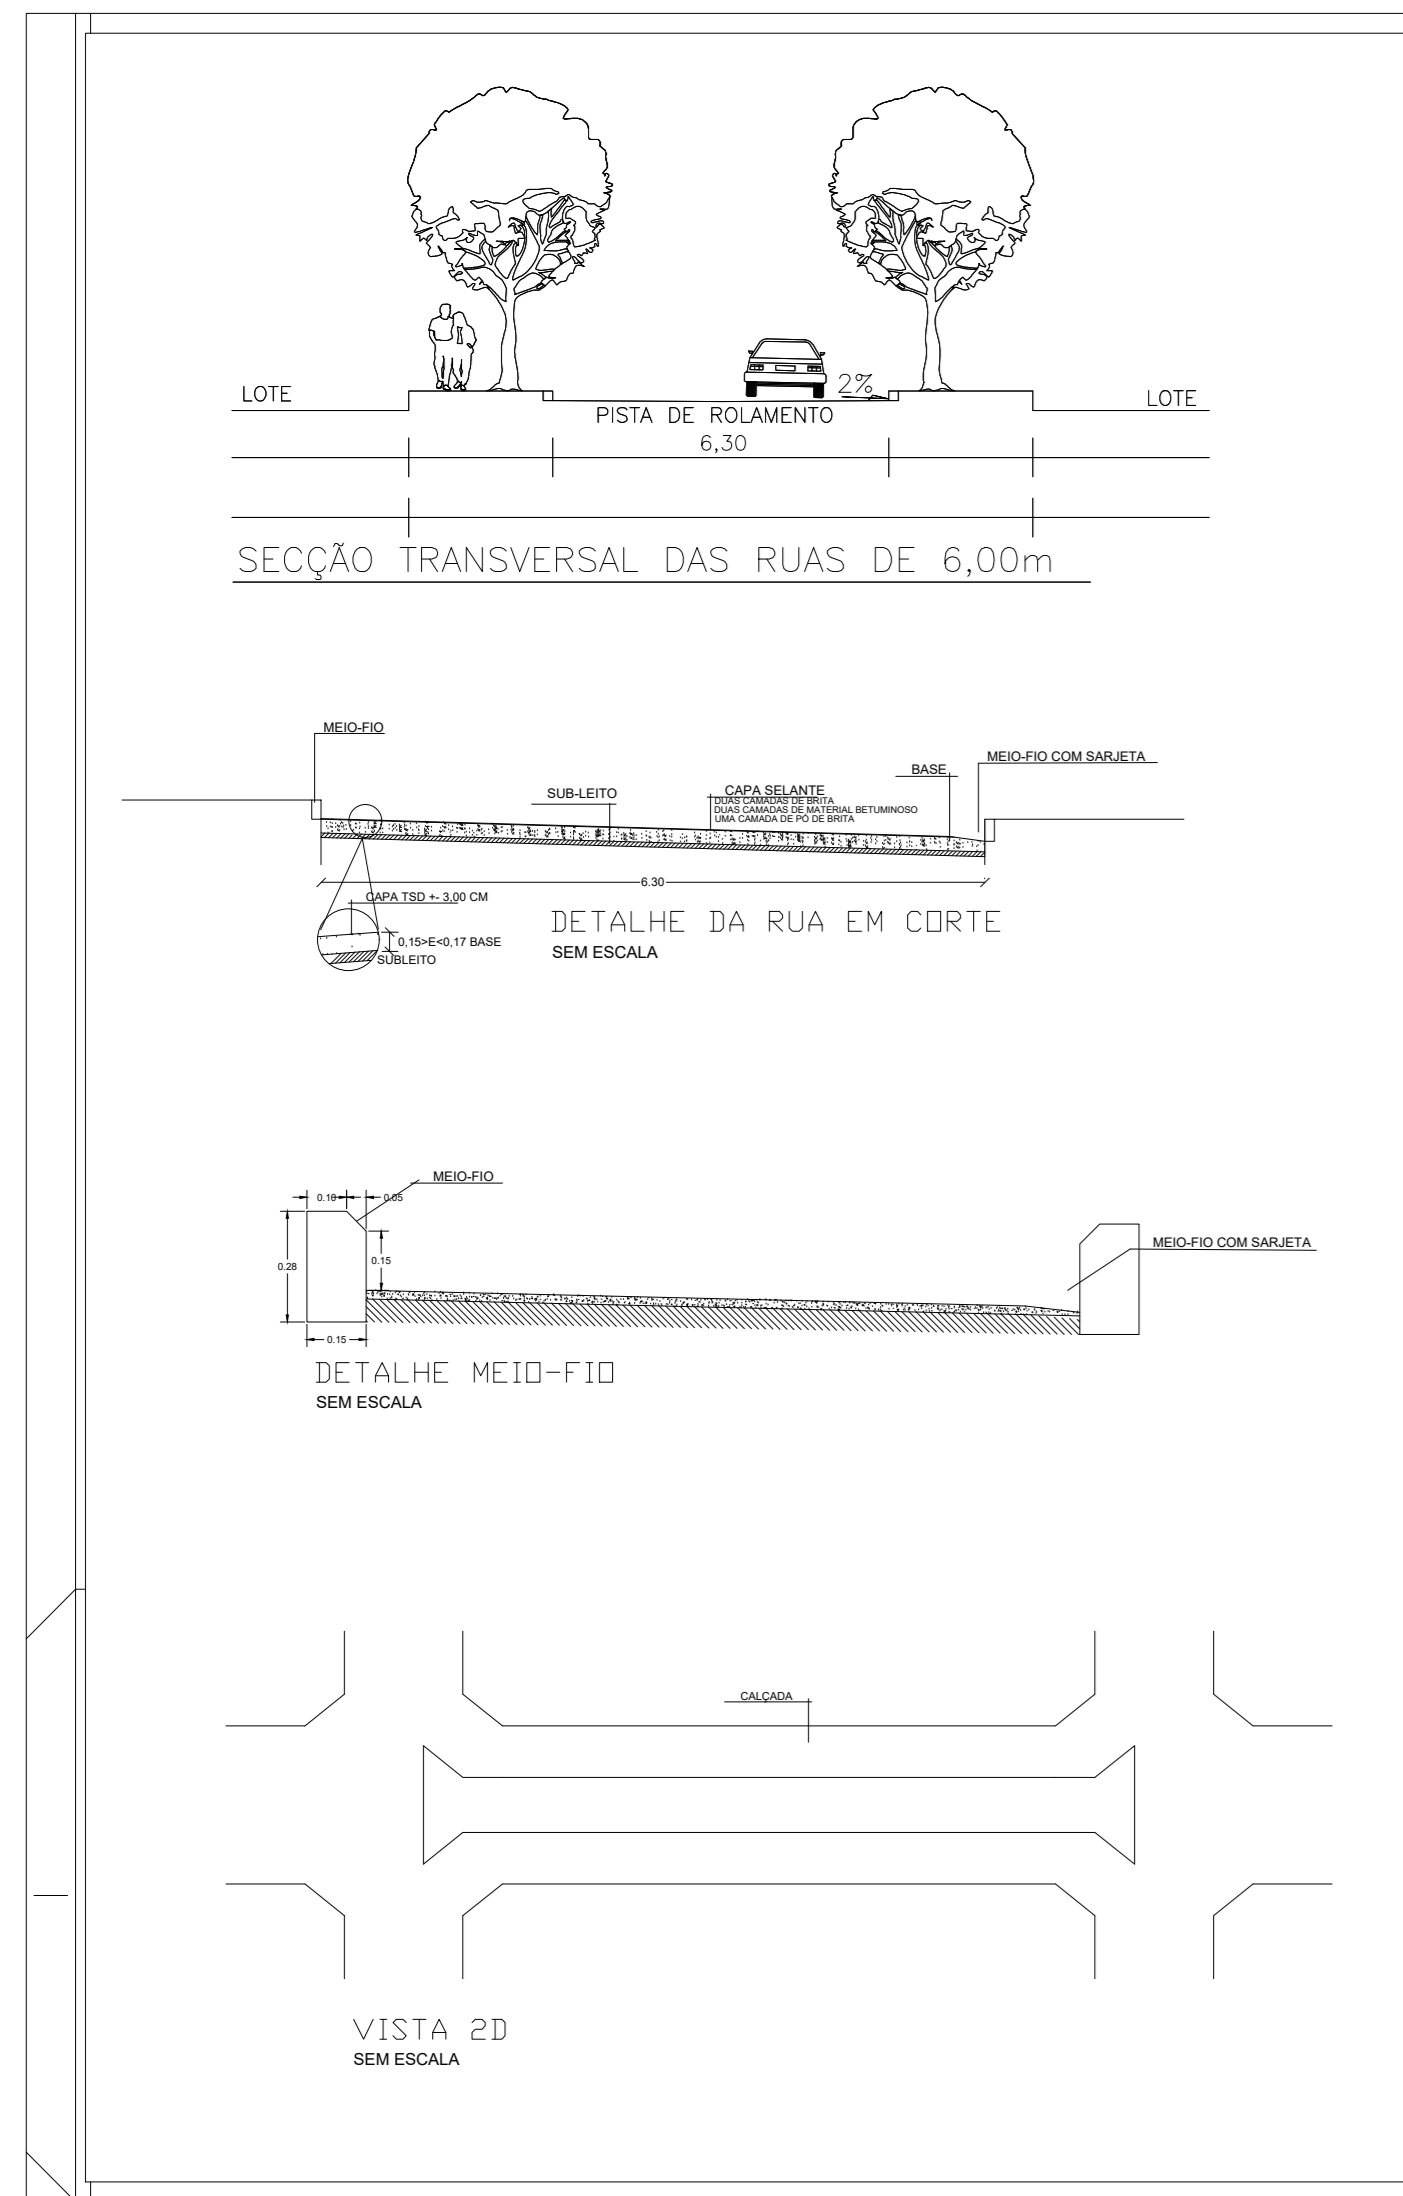 2%
LOTE
LOTE
PISTA DE ROLAMENTO
6,30
SECÇÃO TRANSVERSAL DAS RUAS DE 6,00m
MEIO-FIO
MEIO-FIO COM SARJETA
BASE
SUB-LEITO
CAPA SELANTE
DUAS CAMADAS DE BRITA
DUAS CAMADAS DE MATERIAL BETUMINOSO
UMA CAMADA DE PÓ DE BRITA
6.30
CAPA TSD +- 3,00 CM
0,15>E<0,17 BASE
SUBLEITO
DETALHE DA RUA EM CORTE
SEM ESCALA
MEIO-FIO
0.10
0.05
0.28
0.15
0.15
MEIO-FIO COM SARJETA
DETALHE MEIO-FIO
SEM ESCALA
CALÇADA
VISTA 2D
SEM ESCALA